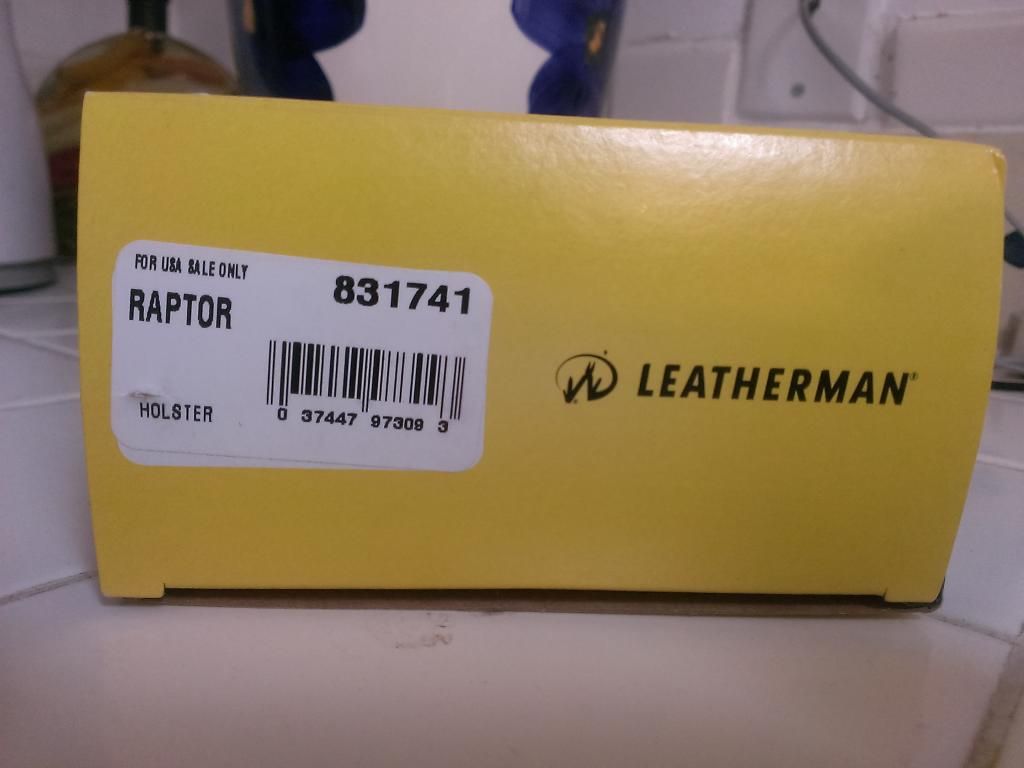 FOR USA SALE ONLY
831741
RAPTOR
0 37447 97309 3
HOLSTER
LEATHERMAN®